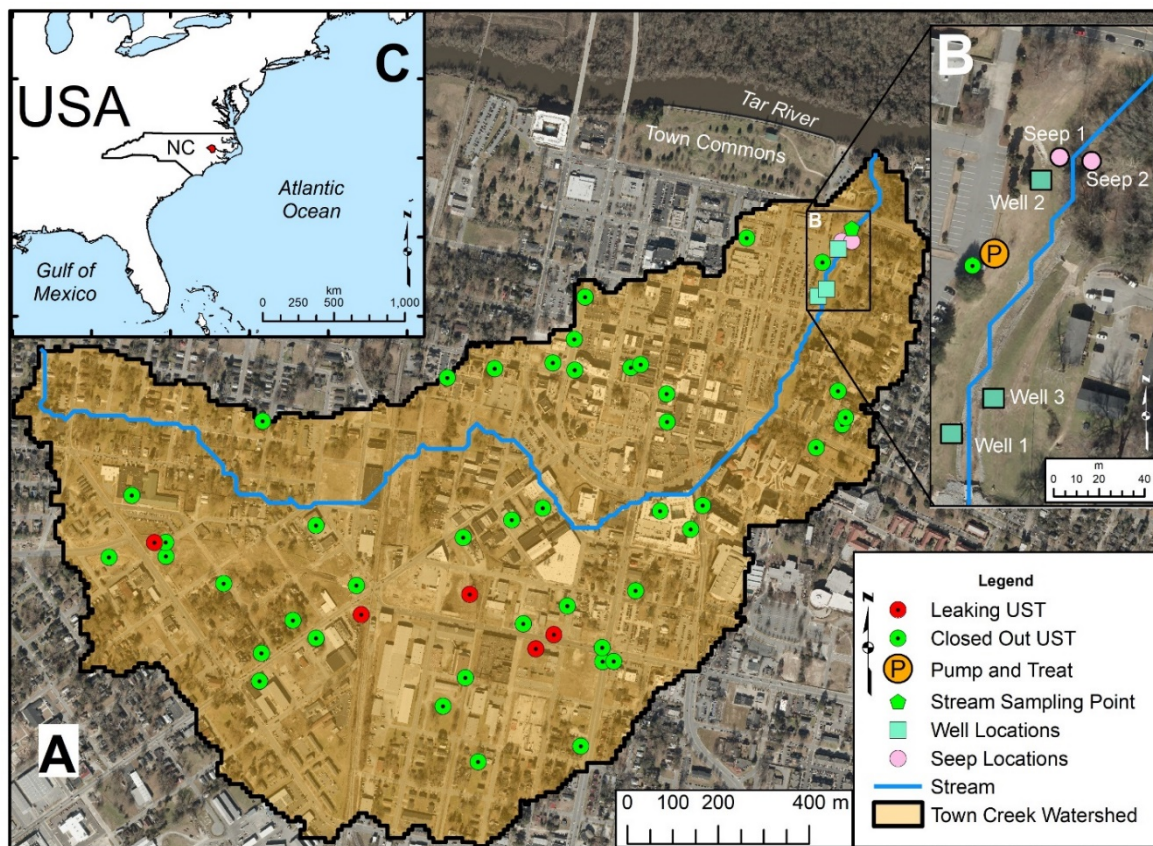 C
USA
NC
Atlantic
Ocean
Gulf of
Mexico
N
0 250 500 1,000
km
Tar River
Town Commons
B
B
Seep 1
Seep 2
Well 2
P
Well 3
Well 1
N
m
0 20 40
A
0 100 200 400 m
N
Legend
Leaking UST
Closed Out UST
P Pump and Treat
Stream Sampling Point
Well Locations
Seep Locations
Stream
Town Creek Watershed